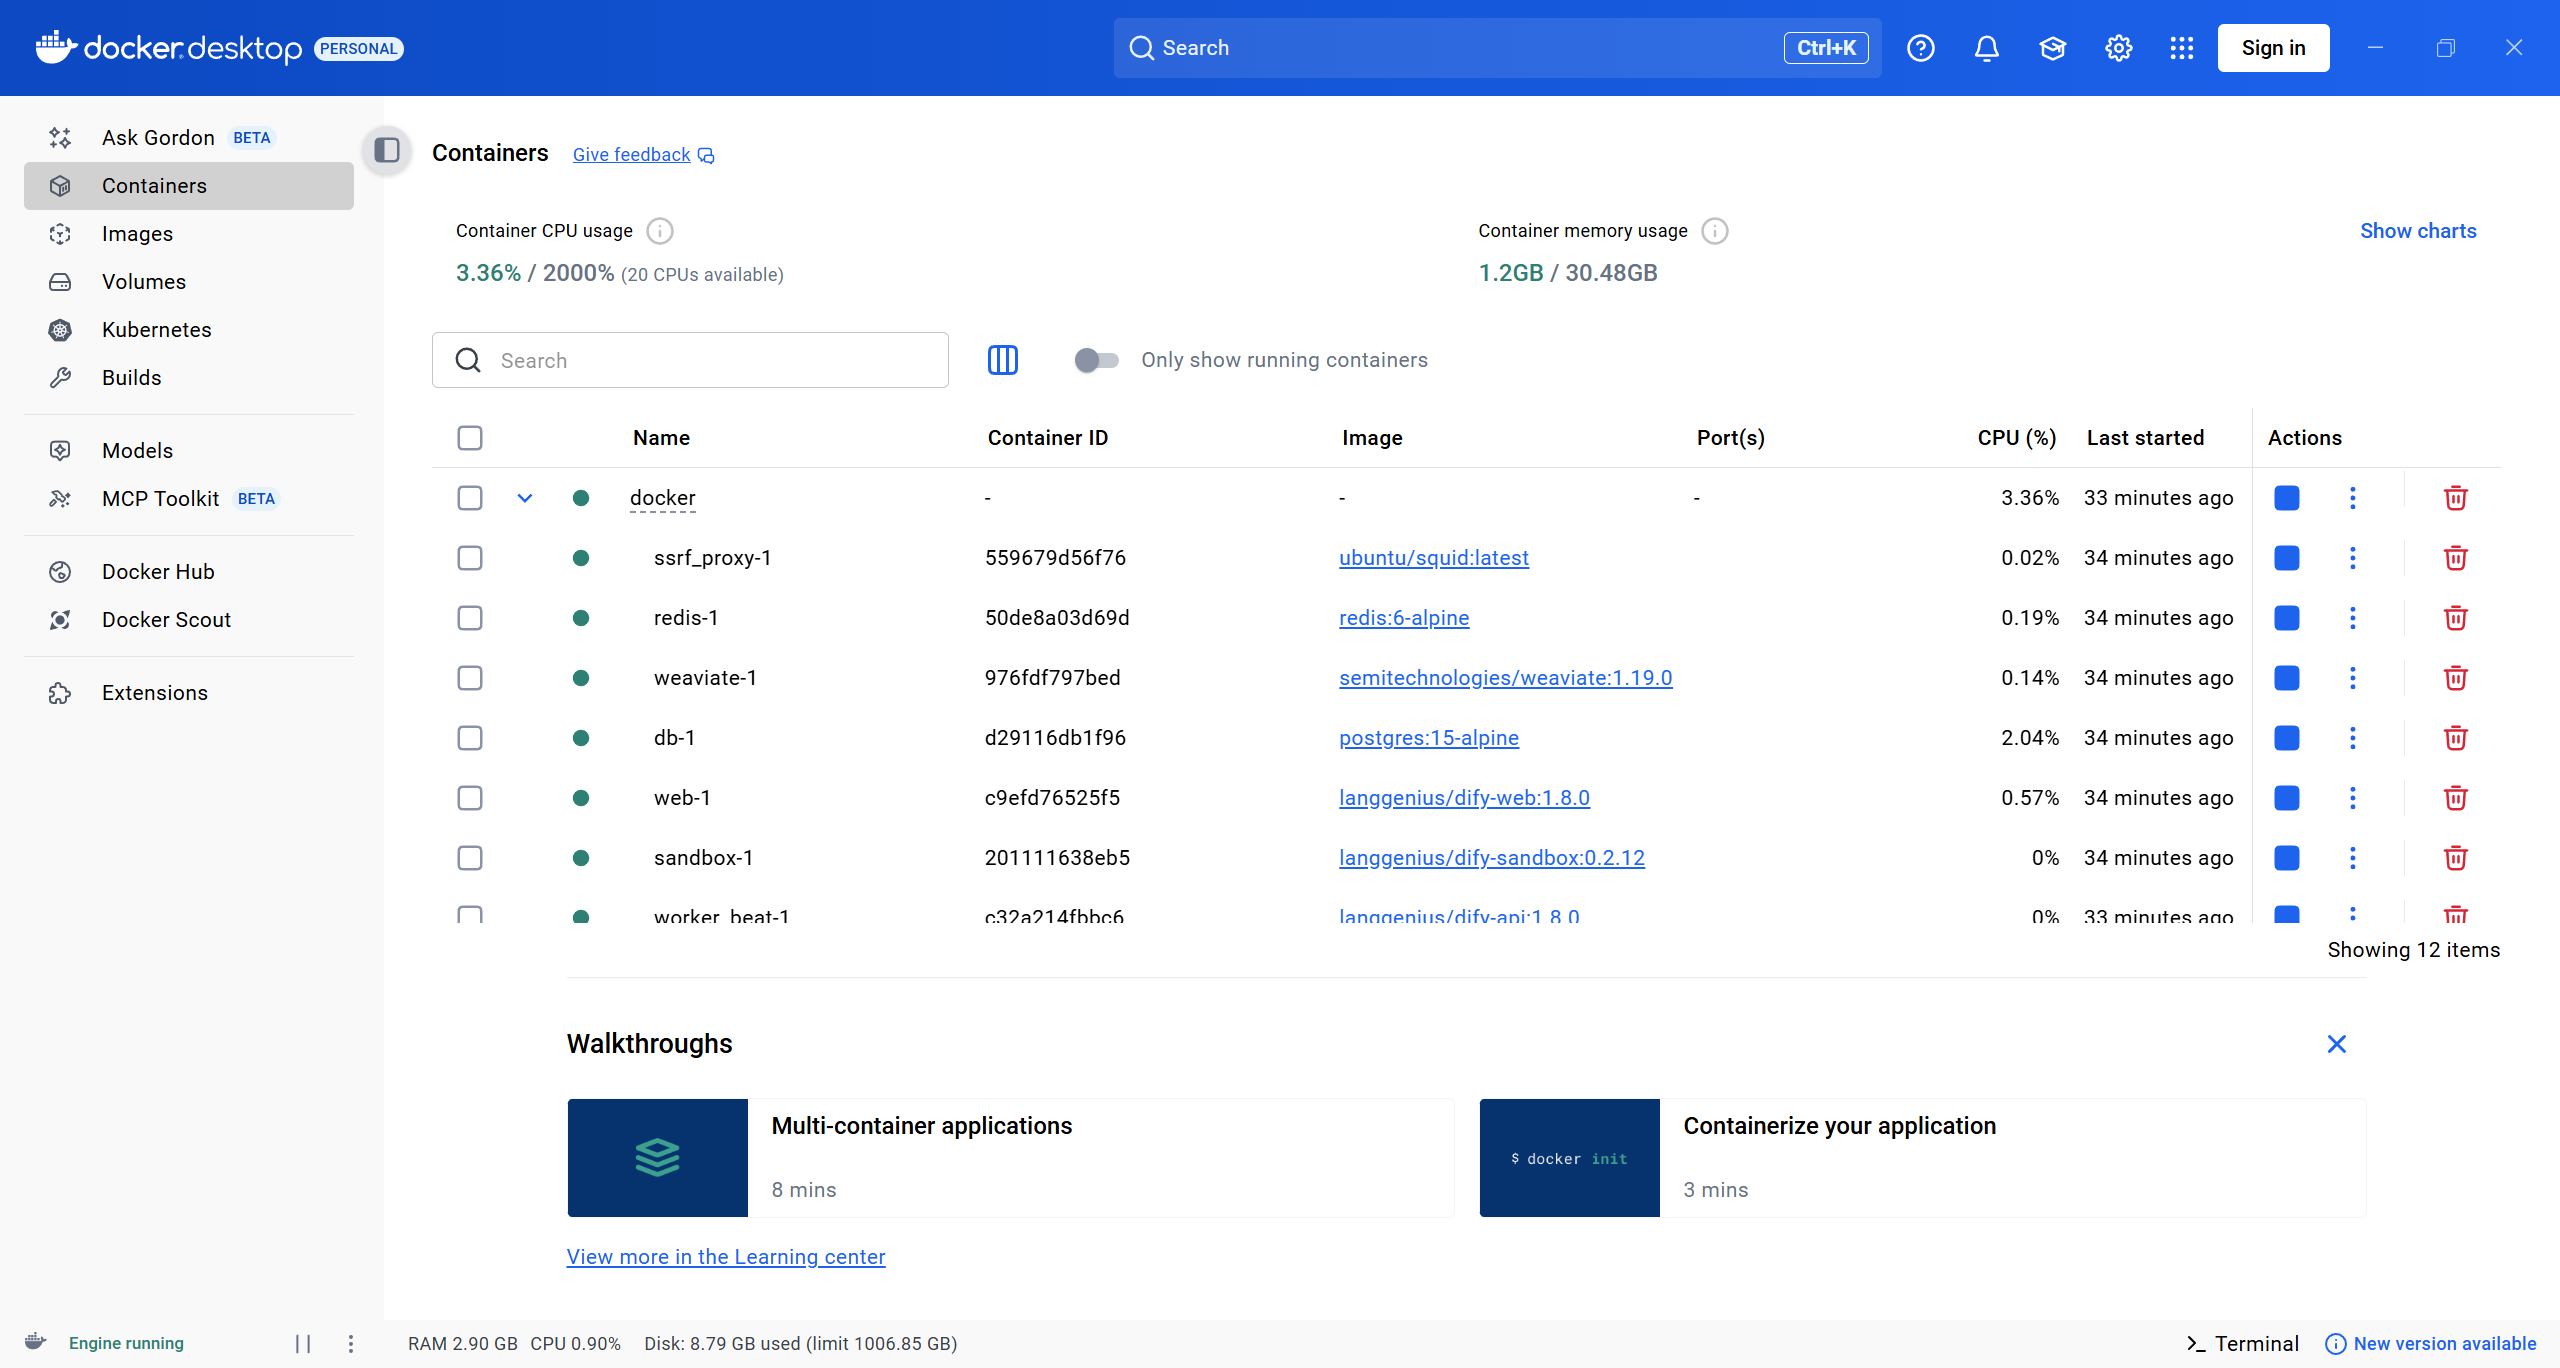 docker desktop PERSONAL
Search Ctrl+K
Sign in
Ask Gordon BETA
Containers
Images
Volumes
Kubernetes
Builds
Models
MCP Toolkit BETA
Docker Hub
Docker Scout
Extensions
Containers Give feedback
Container CPU usage
3.36% / 2000% (20 CPUs available)
Container memory usage
1.2GB / 30.48GB
Show charts
Search
Only show running containers
Name Container ID Image Port(s) CPU (%) Last started Actions
docker - - - 3.36% 33 minutes ago
ssrf_proxy-1 559679d56f76 ubuntu/squid:latest 0.02% 34 minutes ago
redis-1 50de8a03d69d redis:6-alpine 0.19% 34 minutes ago
weaviate-1 976fdf797bed semitechnologies/weaviate:1.19.0 0.14% 34 minutes ago
db-1 d29116db1f96 postgres:15-alpine 2.04% 34 minutes ago
web-1 c9efd76525f5 langgenius/dify-web:1.8.0 0.57% 34 minutes ago
sandbox-1 201111638eb5 langgenius/dify-sandbox:0.2.12 0% 34 minutes ago
worker_beat-1 c32a214fbbc6 langgenius/dify-api:1.8.0 0% 33 minutes ago
Showing 12 items
Walkthroughs
Multi-container applications
8 mins
$ docker init
Containerize your application
3 mins
View more in the Learning center
Engine running
RAM 2.90 GB CPU 0.90% Disk: 8.79 GB used (limit 1006.85 GB)
Terminal
New version available